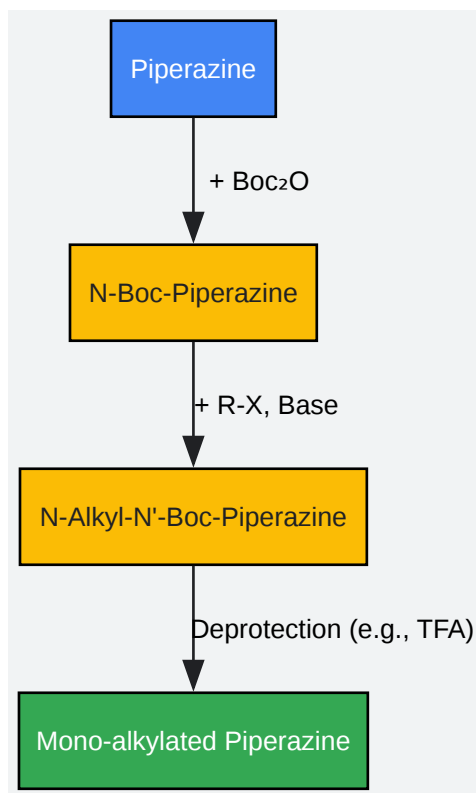 Piperazine
+ Boc₂O
N-Boc-Piperazine
+ R-X, Base
N-Alkyl-N'-Boc-Piperazine
Deprotection (e.g., TFA)
Mono-alkylated Piperazine